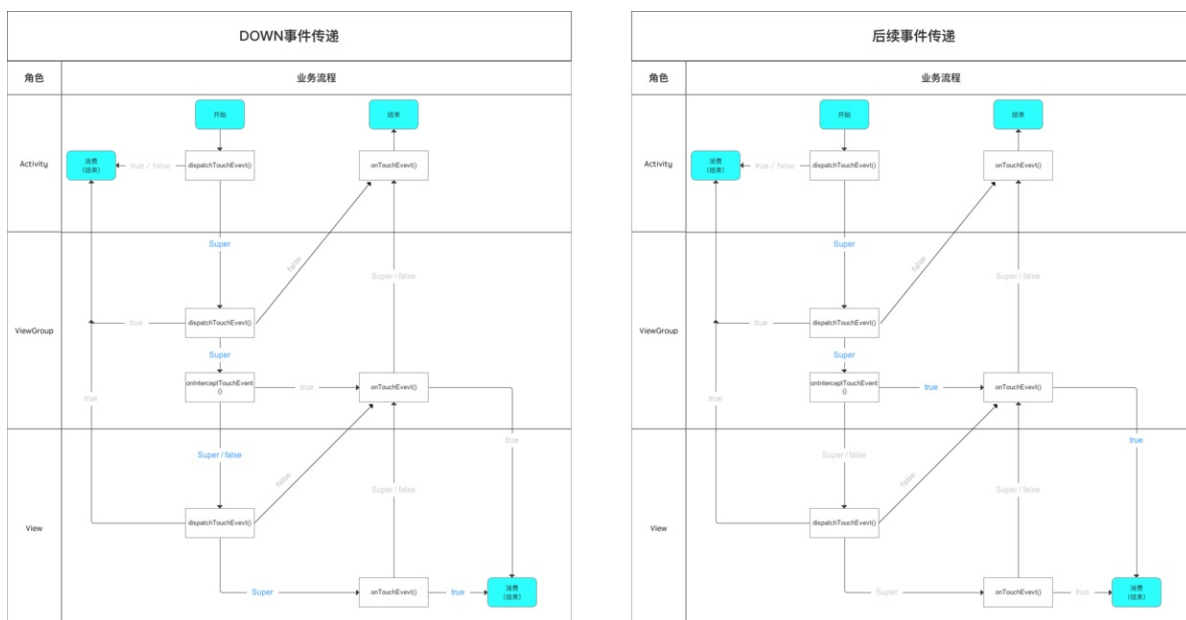 DOWN事件传递
角色
业务流程
开始
结束
Activity
消费
(结束)
true / false
dispatchTouchEvevt()
onTouchEvevt()
Super
false
Super / false
ViewGroup
true
dispatchTouchEvevt()
Super
onInterceptTouchEvent
()
true
onTouchEvevt()
true
true
Super / false
false
Super / false
View
dispatchTouchEvevt()
Super
onTouchEvevt()
true
消费
(结束)
后续事件传递
角色
业务流程
开始
结束
Activity
消费
(结束)
true / false
dispatchTouchEvevt()
onTouchEvevt()
Super
false
Super / false
ViewGroup
true
dispatchTouchEvevt()
Super
onInterceptTouchEvent
()
true
onTouchEvevt()
true
true
Super / false
false
Super / false
View
dispatchTouchEvevt()
Super
onTouchEvevt()
true
消费
(结束)